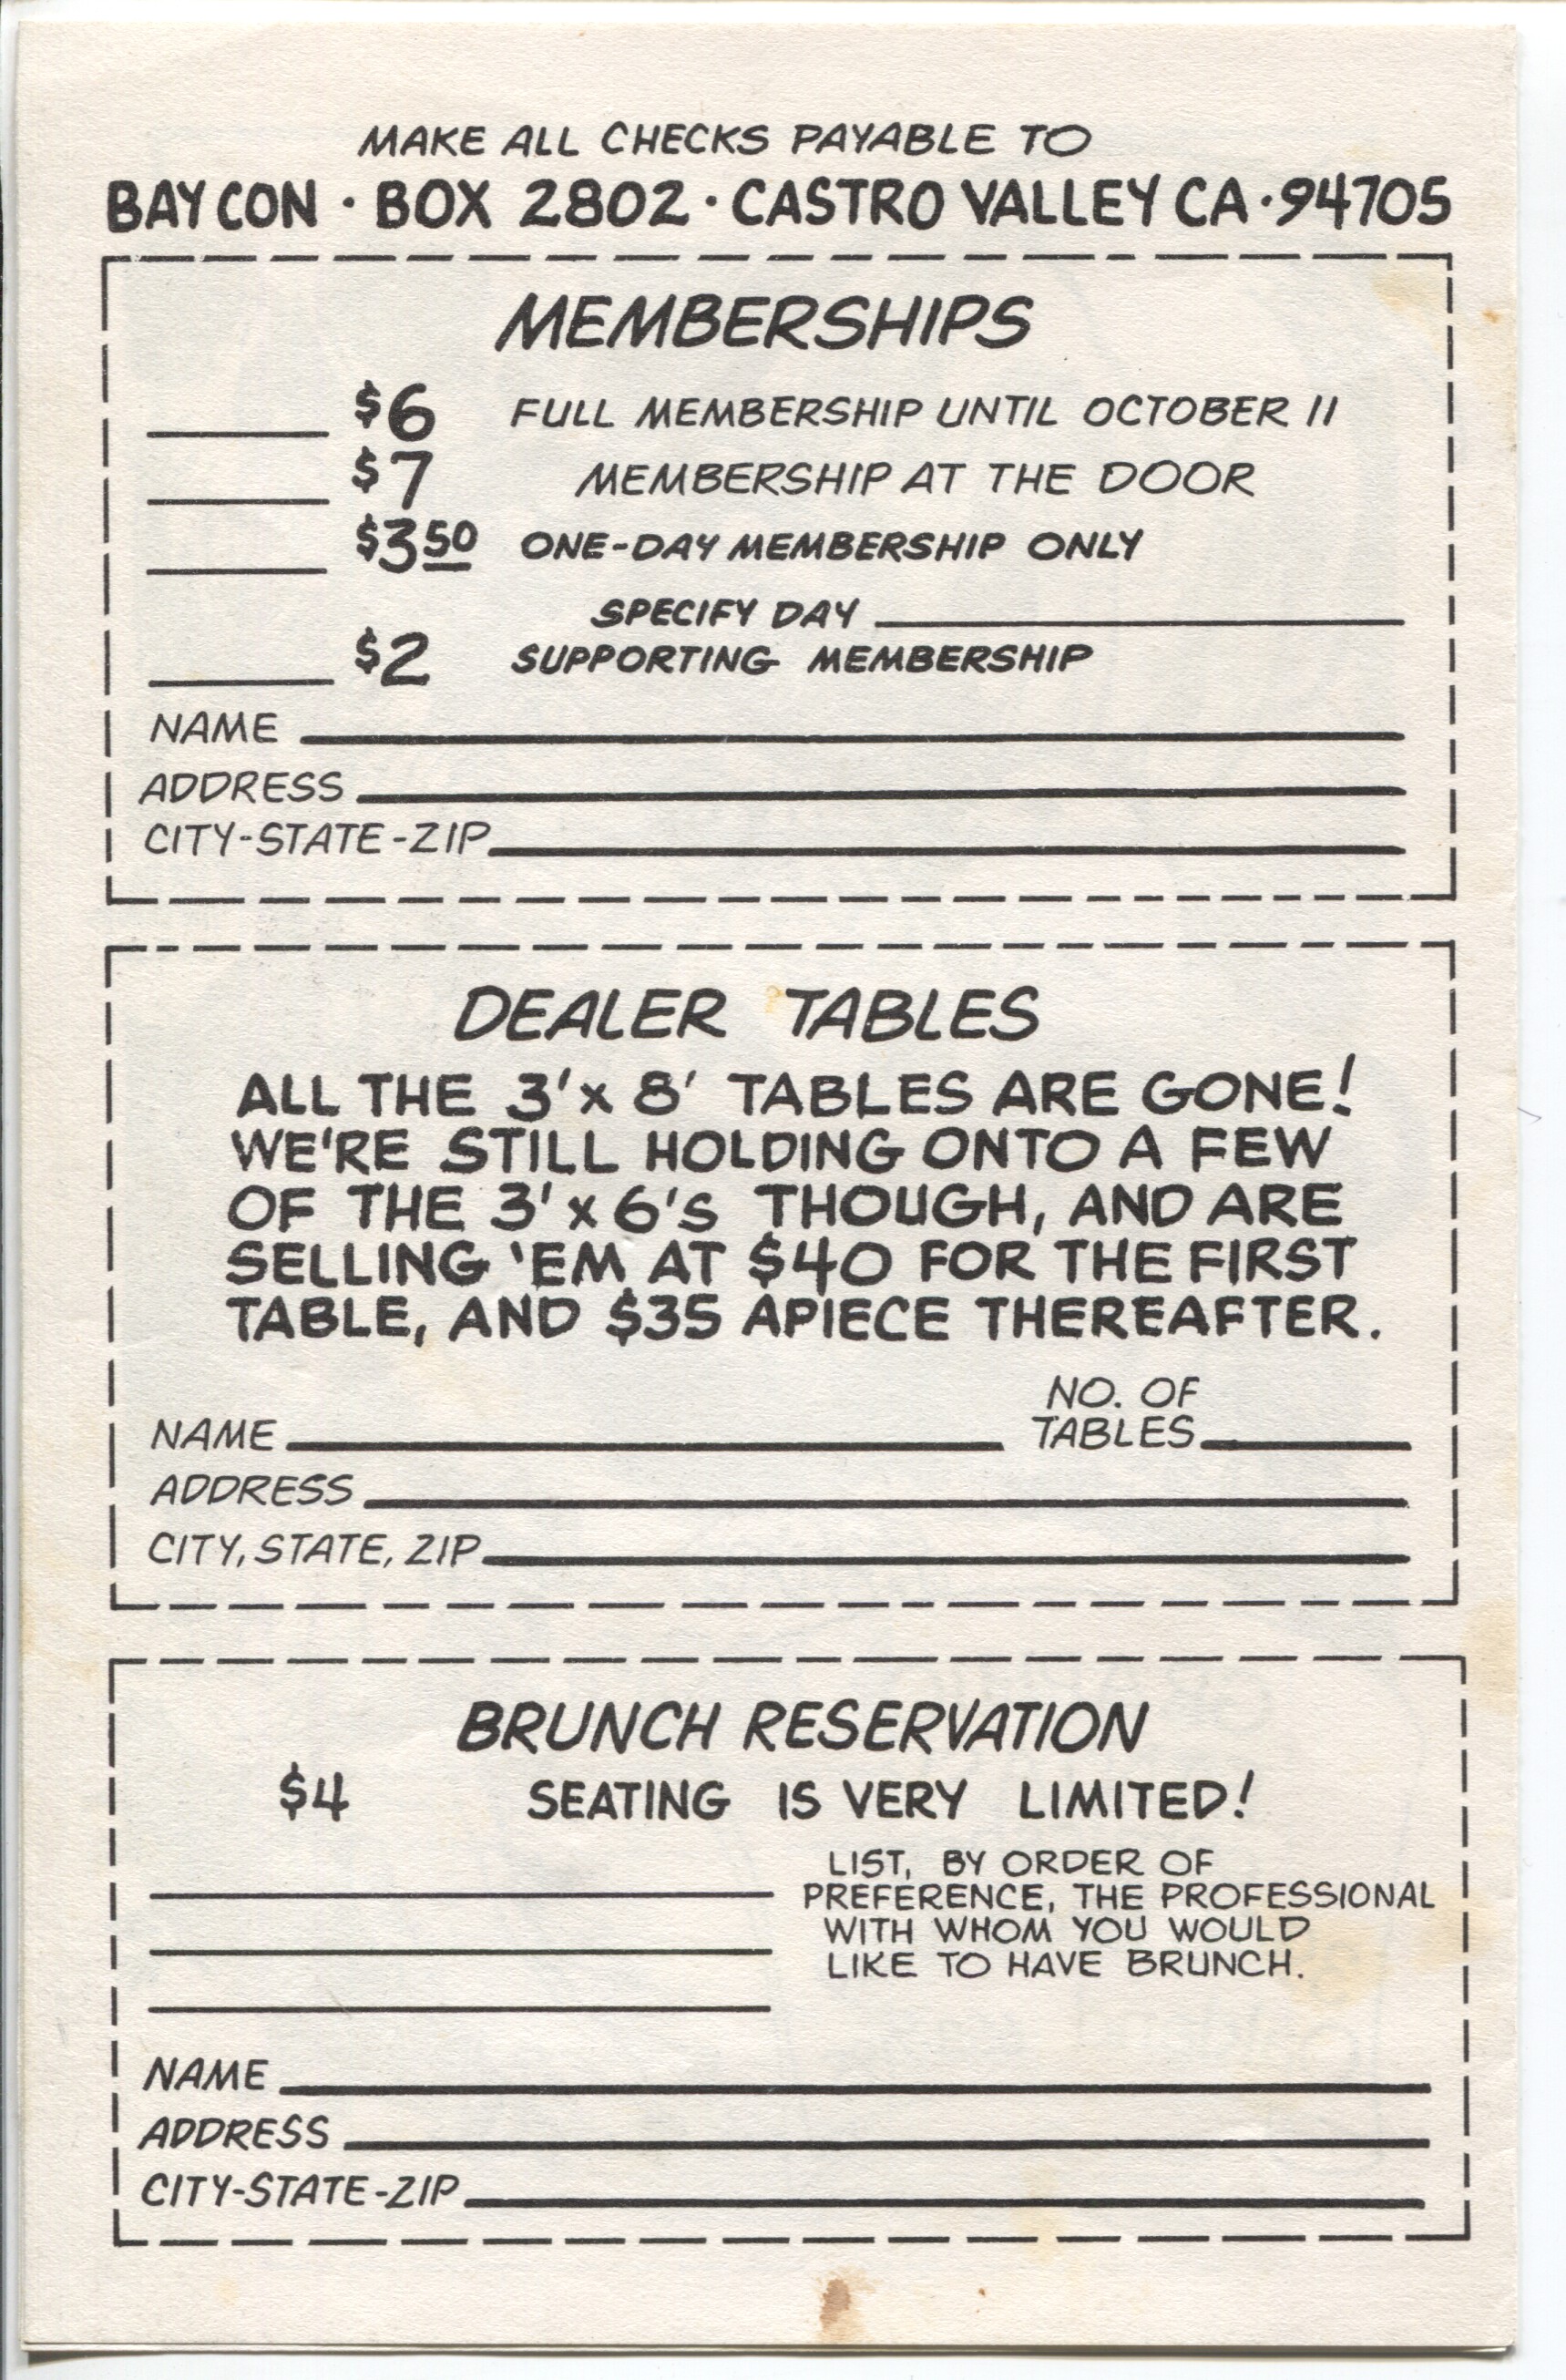 MAKE ALL CHECKS PAYABLE TO
BAY CON · BOX 2802 · CASTRO VALLEY CA · 94705
MEMBERSHIPS
$6 FULL MEMBERSHIP UNTIL OCTOBER 11
$7 MEMBERSHIP AT THE DOOR
$3 50 ONE-DAY MEMBERSHIP ONLY
SPECIFY DAY
$2 SUPPORTING MEMBERSHIP
NAME
ADDRESS
CITY-STATE-ZIP
DEALER TABLES
ALL THE 3'x 8' TABLES ARE GONE!
WE'RE STILL HOLDING ONTO A FEW
OF THE 3'x 6's THOUGH, AND ARE
SELLING 'EM AT $40 FOR THE FIRST
TABLE, AND $35 APIECE THEREAFTER.
NO. OF
NAME TABLES
ADDRESS
CITY, STATE, ZIP
BRUNCH RESERVATION
$4 SEATING IS VERY LIMITED!
LIST, BY ORDER OF
PREFERENCE, THE PROFESSIONAL
WITH WHOM YOU WOULD
LIKE TO HAVE BRUNCH.
NAME
ADDRESS
CITY-STATE-ZIP